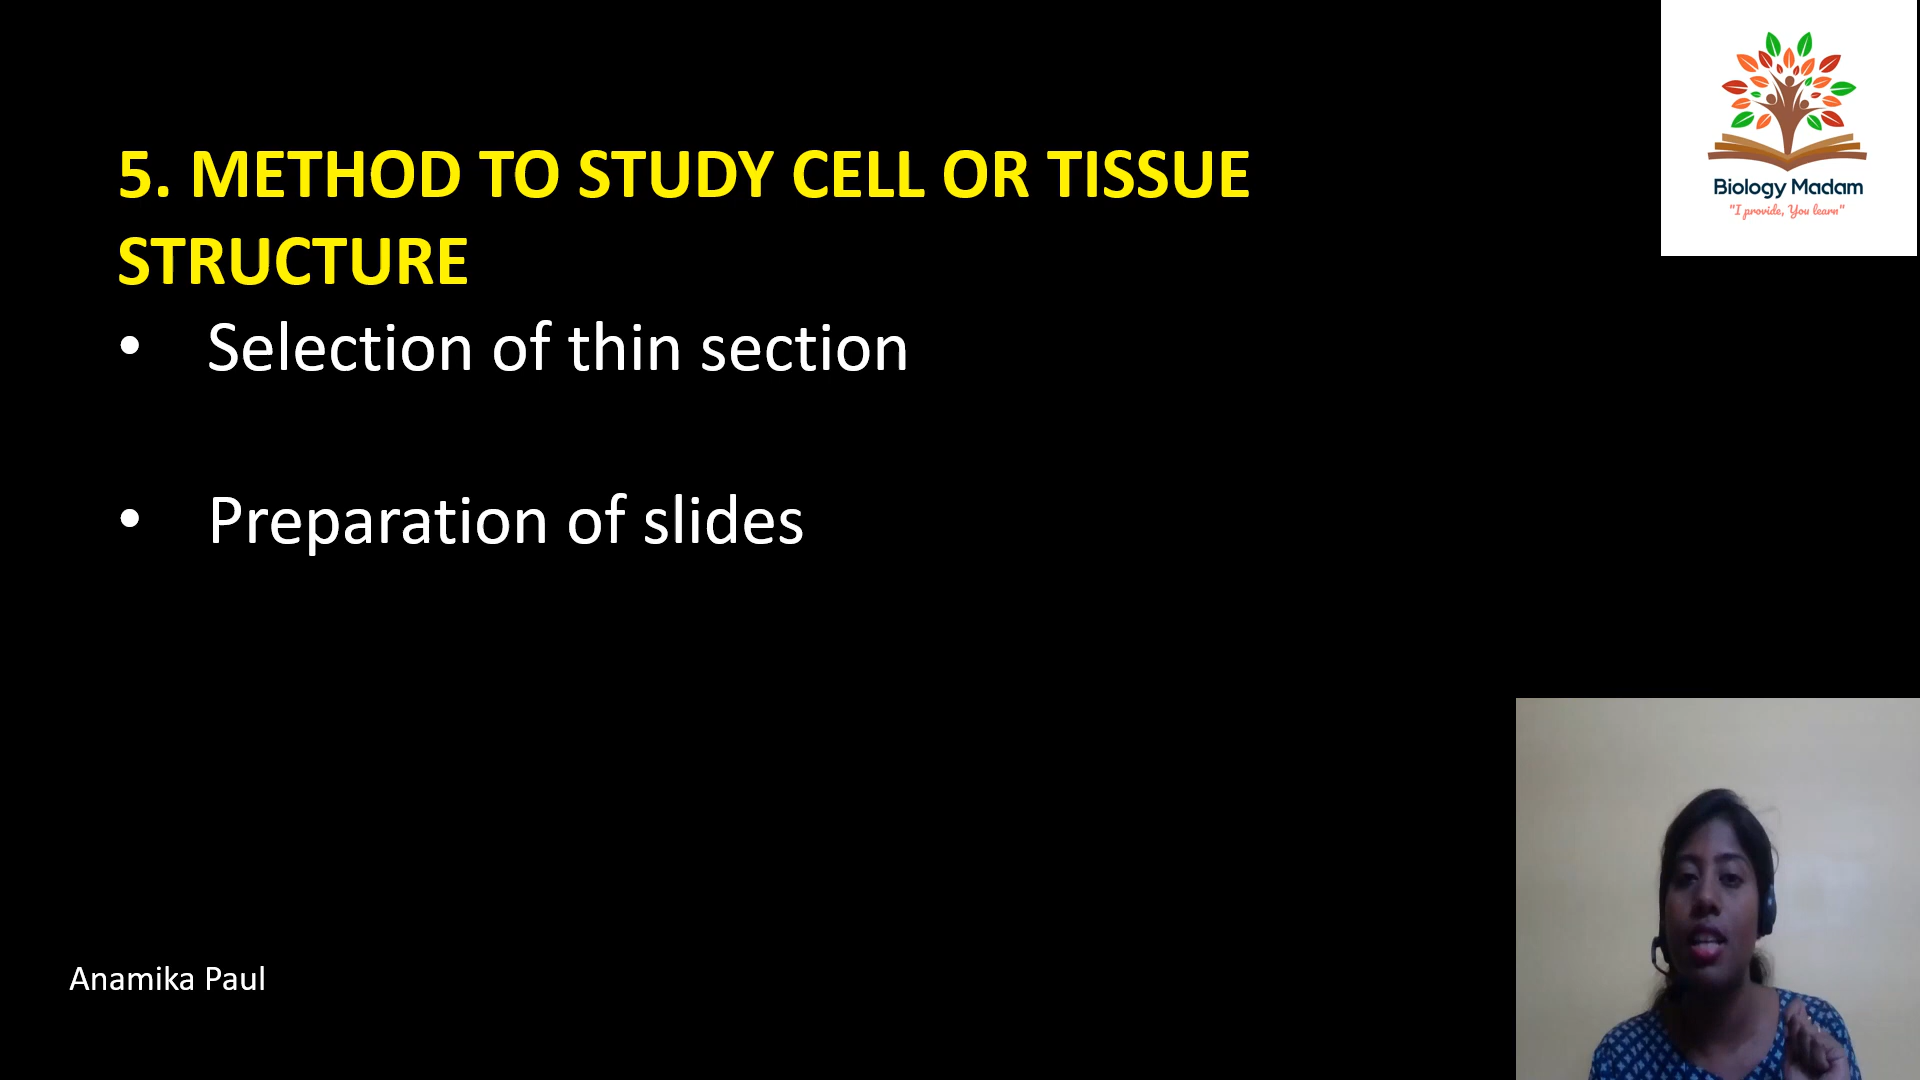 5. METHOD TO STUDY CELL OR TISSUE
STRUCTURE
• Selection of thin section
• Preparation of slides
Biology Madam
"I provide, You learn"
Anamika Paul